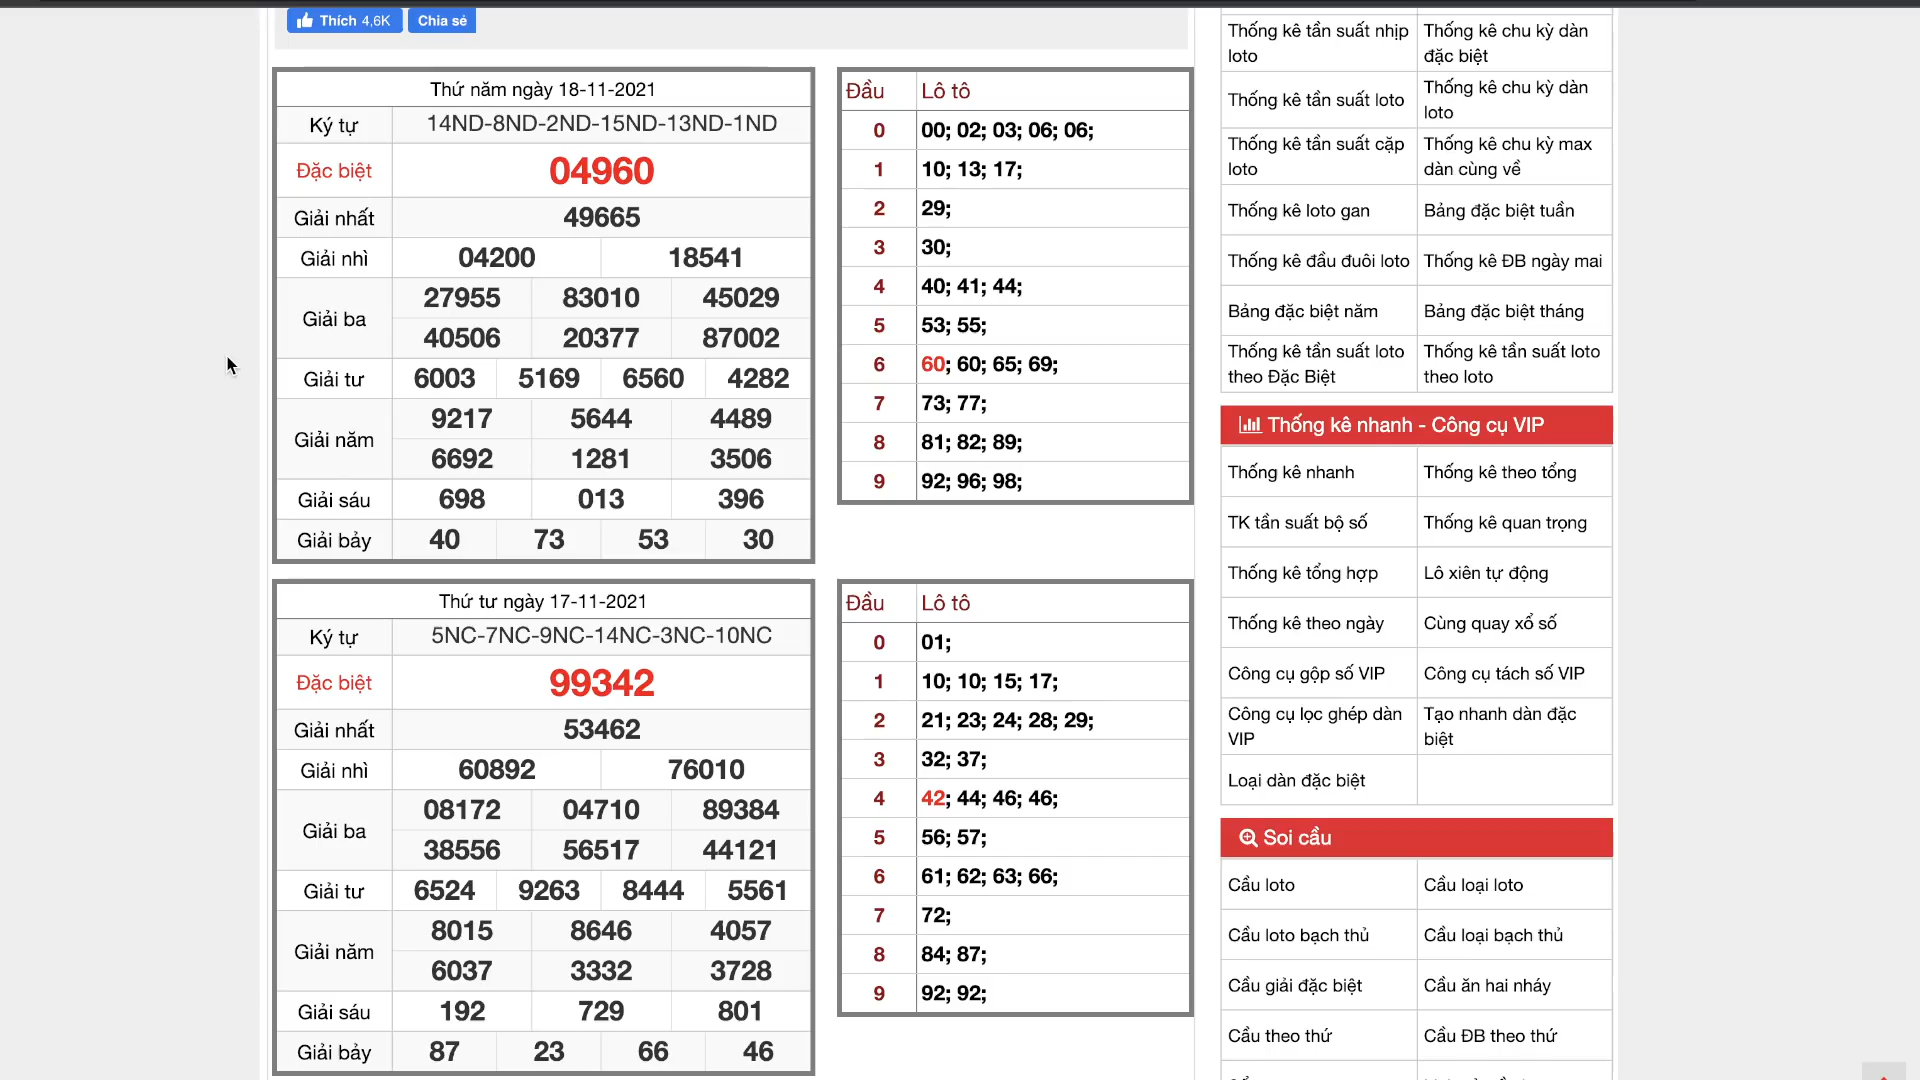 Thích 4,6K Chia sẻ
Thứ năm ngày 18-11-2021
Ký tự 14ND-8ND-2ND-15ND-13ND-1ND
Đặc biệt 04960
Giải nhất 49665
Giải nhì 04200 18541
Giải ba 27955 83010 45029
40506 20377 87002
Giải tư 6003 5169 6560 4282
Giải năm 9217 5644 4489
6692 1281 3506
Giải sáu 698 013 396
Giải bảy 40 73 53 30
Đầu Lô tô
0 00; 02; 03; 06; 06;
1 10; 13; 17;
2 29;
3 30;
4 40; 41; 44;
5 53; 55;
6 60; 60; 65; 69;
7 73; 77;
8 81; 82; 89;
9 92; 96; 98;
Thứ tư ngày 17-11-2021
Ký tự 5NC-7NC-9NC-14NC-3NC-10NC
Đặc biệt 99342
Giải nhất 53462
Giải nhì 60892 76010
Giải ba 08172 04710 89384
38556 56517 44121
Giải tư 6524 9263 8444 5561
Giải năm 8015 8646 4057
6037 3332 3728
Giải sáu 192 729 801
Giải bảy 87 23 66 46
Đầu Lô tô
0 01;
1 10; 10; 15; 17;
2 21; 23; 24; 28; 29;
3 32; 37;
4 42; 44; 46; 46;
5 56; 57;
6 61; 62; 63; 66;
7 72;
8 84; 87;
9 92; 92;
Thống kê tần suất nhịp loto
Thống kê chu kỳ dàn đặc biệt
Thống kê tần suất loto
Thống kê chu kỳ dàn loto
Thống kê tần suất cặp loto
Thống kê chu kỳ max dàn cùng về
Thống kê loto gan
Bảng đặc biệt tuần
Thống kê đầu đuôi loto
Thống kê ĐB ngày mai
Bảng đặc biệt năm
Bảng đặc biệt tháng
Thống kê tần suất loto theo Đặc Biệt
Thống kê tần suất loto theo loto
Thống kê nhanh - Công cụ VIP
Thống kê nhanh
Thống kê theo tổng
TK tần suất bộ số
Thống kê quan trọng
Thống kê tổng hợp
Lô xiên tự động
Thống kê theo ngày
Cùng quay xổ số
Công cụ gộp số VIP
Công cụ tách số VIP
Công cụ lọc ghép dàn VIP
Tạo nhanh dàn đặc biệt
Loại dàn đặc biệt
Soi cầu
Cầu loto
Cầu loại loto
Cầu loto bạch thủ
Cầu loại bạch thủ
Cầu giải đặc biệt
Cầu ăn hai nháy
Cầu theo thứ
Cầu ĐB theo thứ